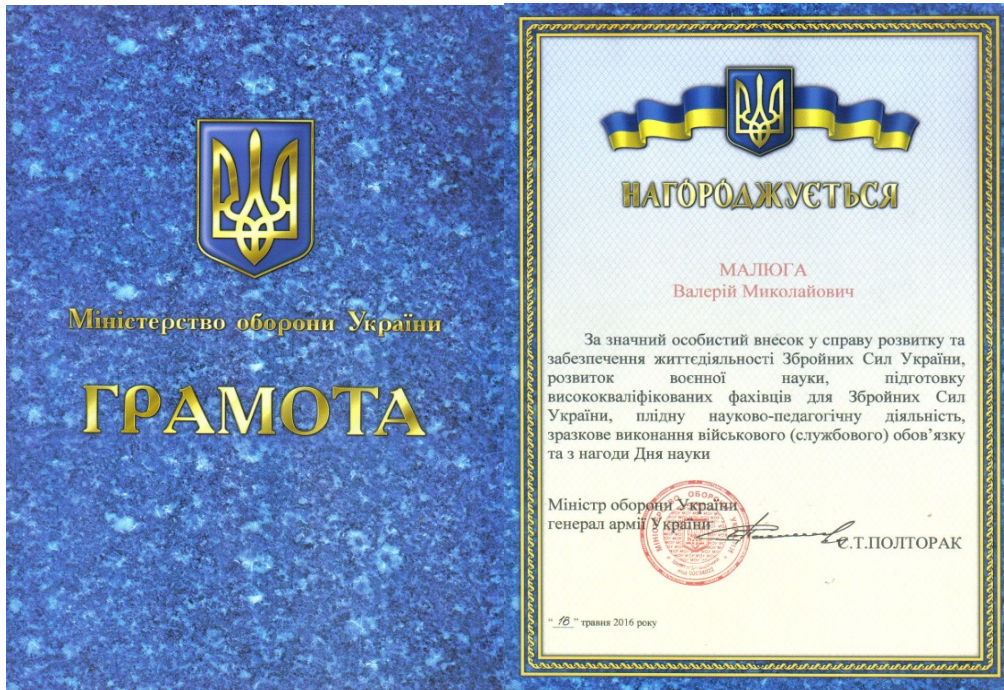 Міністерство оборони України
ГРАМОТА
НАГОРОДЖУЄТЬСЯ
МАЛЮГА
Валерій Миколайович
За значний особистий внесок у справу розвитку та
забезпечення життєдіяльності Збройних Сил України,
розвиток воєнної науки, підготовку
висококваліфікованих фахівців для Збройних Сил
України, плідну науково-педагогічну діяльність,
зразкове виконання військового (службового) обов’язку
та з нагоди Дня науки
Міністр оборони України
генерал армії України
С.Т.ПОЛТОРАК
“ 18 ” травня 2016 року